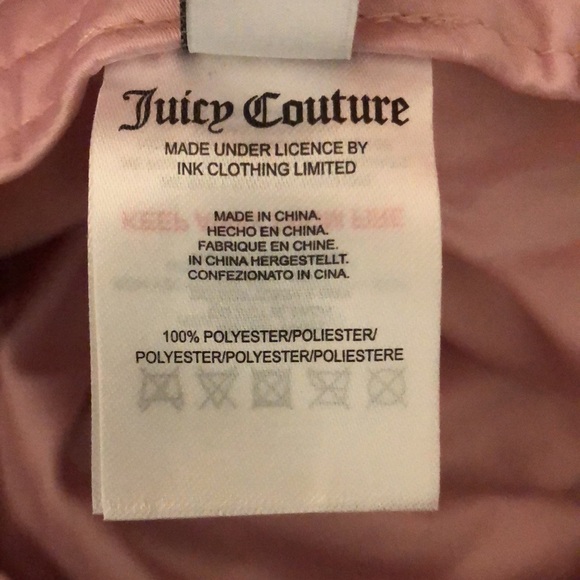 Juicy Couture
MADE UNDER LICENCE BY
INK CLOTHING LIMITED
MADE IN CHINA.
HECHO EN CHINA.
FABRIQUE EN CHINE.
IN CHINA HERGESTELLT.
CONFEZIONATO IN CINA.
100% POLYESTER/POLIESTER/
POLYESTER/POLYESTER/POLIESTERE